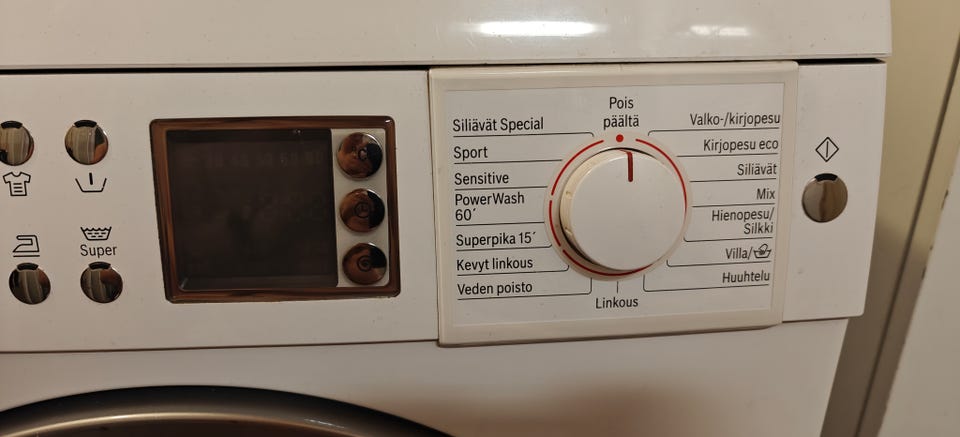 Super
Pois
päältä
Siliävät Special
Sport
Sensitive
PowerWash
60´
Superpika 15´
Kevyt linkous
Veden poisto
Linkous
Valko-/kirjopesu
Kirjopesu eco
Siliävät
Mix
Hienopesu/
Silkki
Villa/
Huuhtelu